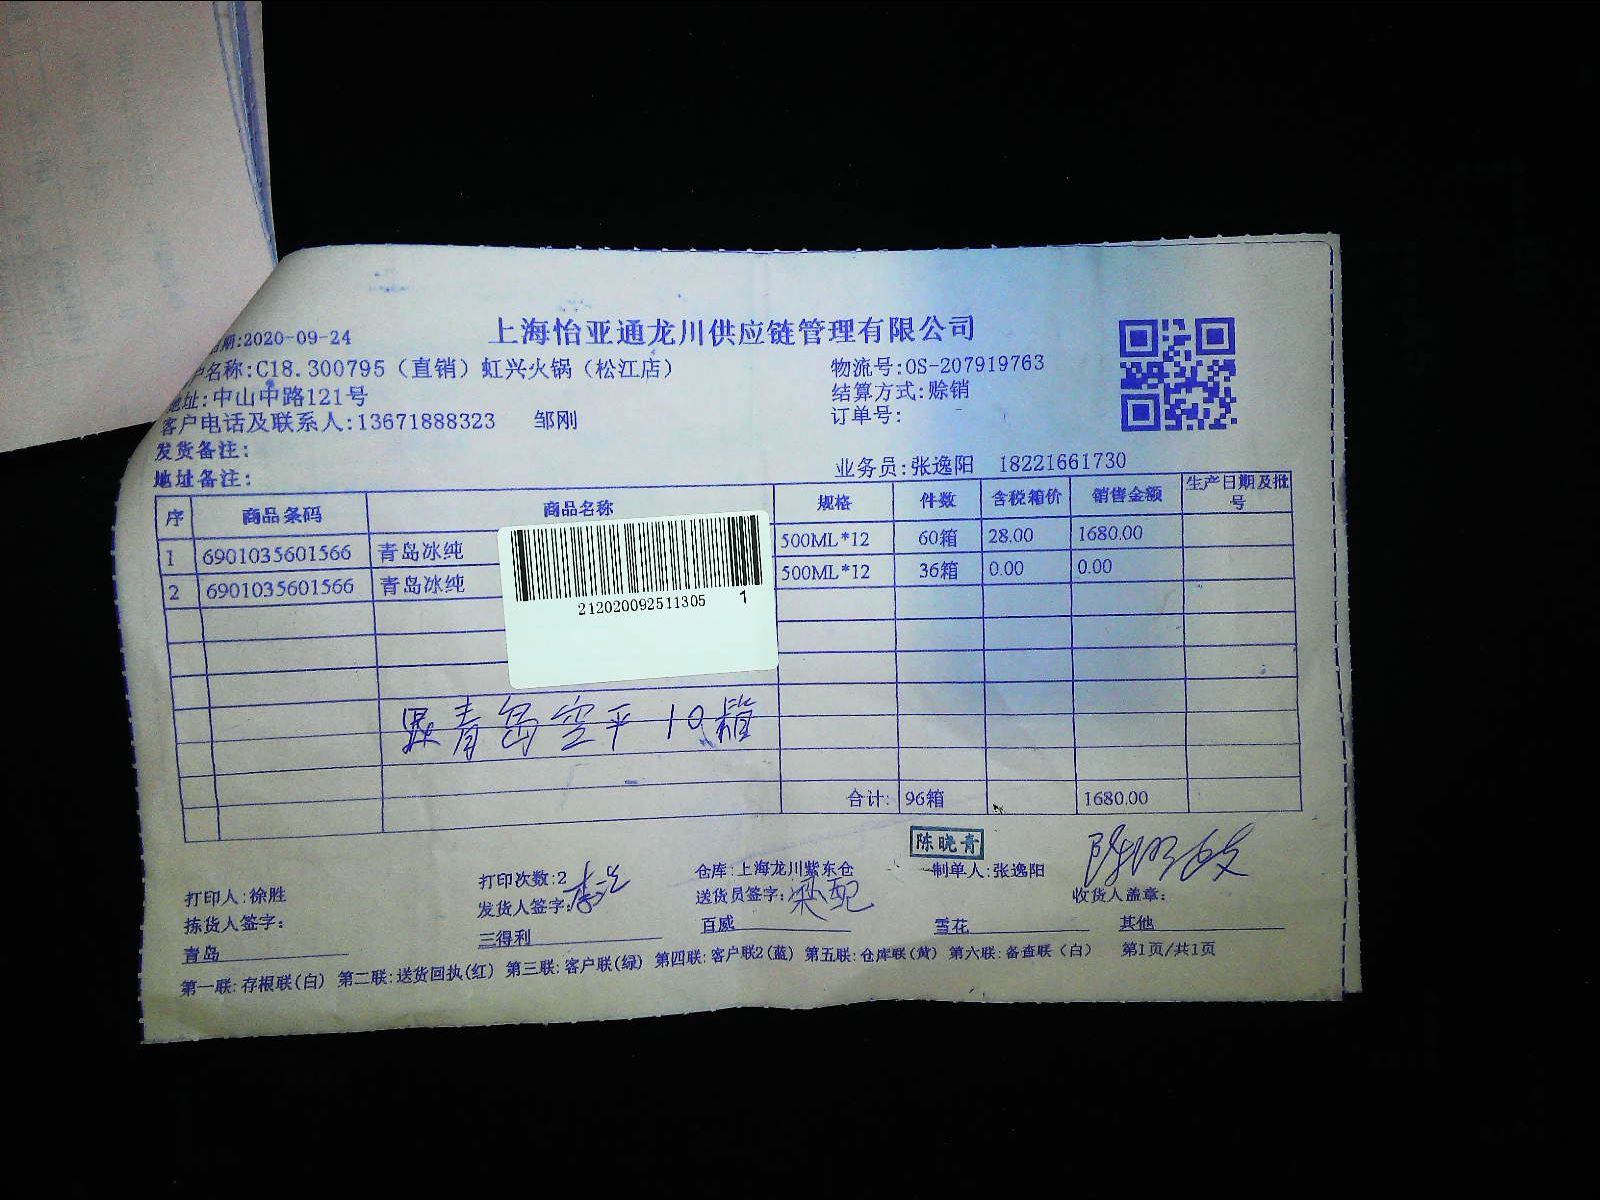 上海怡亚通龙川供应链管理有限公司
期:2020-09-24
户名称:C18.300795（直销）虹兴火锅（松江店） 物流号:OS-207919763
地址:中山中路121号 结算方式:赊销
客户电话及联系人:13671888323 邹刚 订单号:
发货备注:
地址备注: 业务员:张逸阳 18221661730
序 商品条码 商品名称 规格 件数 含税箱价 销售金额 生产日期及批号
1 6901035601566 青岛冰纯 500ML*12 60箱 28.00 1680.00
2 6901035601566 青岛冰纯 500ML*12 36箱 0.00 0.00
212020092511305 1
青岛空平10箱
合计: 96箱 1680.00
陈晓青
打印人:徐胜 打印次数:2 仓库:上海龙川紫东仓 制单人:张逸阳
拣货人签字: 发货人签字: 送货员签字: 收货人盖章:
青岛 三得利 百威 雪花 其他
第一联:存根联(白) 第二联:送货回执(红) 第三联:客户联(绿) 第四联:客户联2(蓝) 第五联:仓库联(黄) 第六联:备查联（白） 第1页/共1页